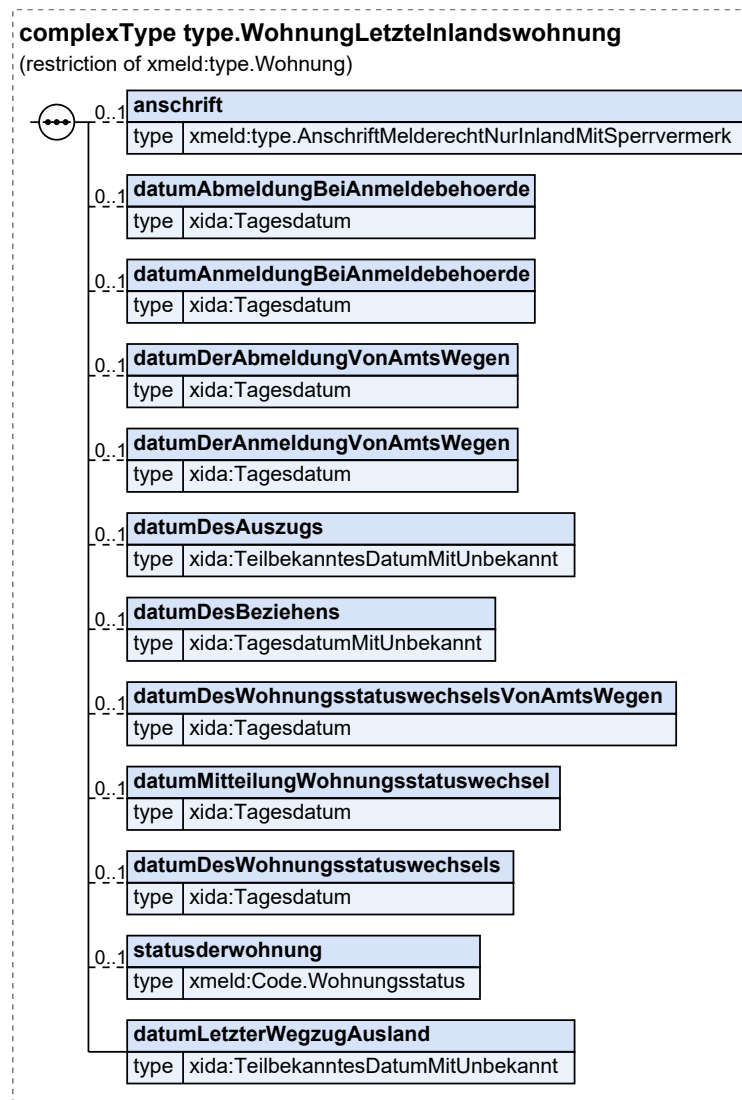 complexType type.WohnungLetzteInlandswohnung
(restriction of xmeld:type.Wohnung)
0..1 anschrift
type xmeld:type.AnschriftMelderechtNurInlandMitSperrvermerk
0..1 datumAbmeldungBeiAnmeldebehoerde
type xida:Tagesdatum
0..1 datumAnmeldungBeiAnmeldebehoerde
type xida:Tagesdatum
0..1 datumDerAbmeldungVonAmtsWegen
type xida:Tagesdatum
0..1 datumDerAnmeldungVonAmtsWegen
type xida:Tagesdatum
0..1 datumDesAuszugs
type xida:TeilbekanntesDatumMitUnbekannt
0..1 datumDesBeziehens
type xida:TagesdatumMitUnbekannt
0..1 datumDesWohnungsstatuswechselsVonAmtsWegen
type xida:Tagesdatum
0..1 datumMitteilungWohnungsstatuswechsel
type xida:Tagesdatum
0..1 datumDesWohnungsstatuswechsels
type xida:Tagesdatum
0..1 statusderwohnung
type xmeld:Code.Wohnungsstatus
datumLetzterWegzugAusland
type xida:TeilbekanntesDatumMitUnbekannt